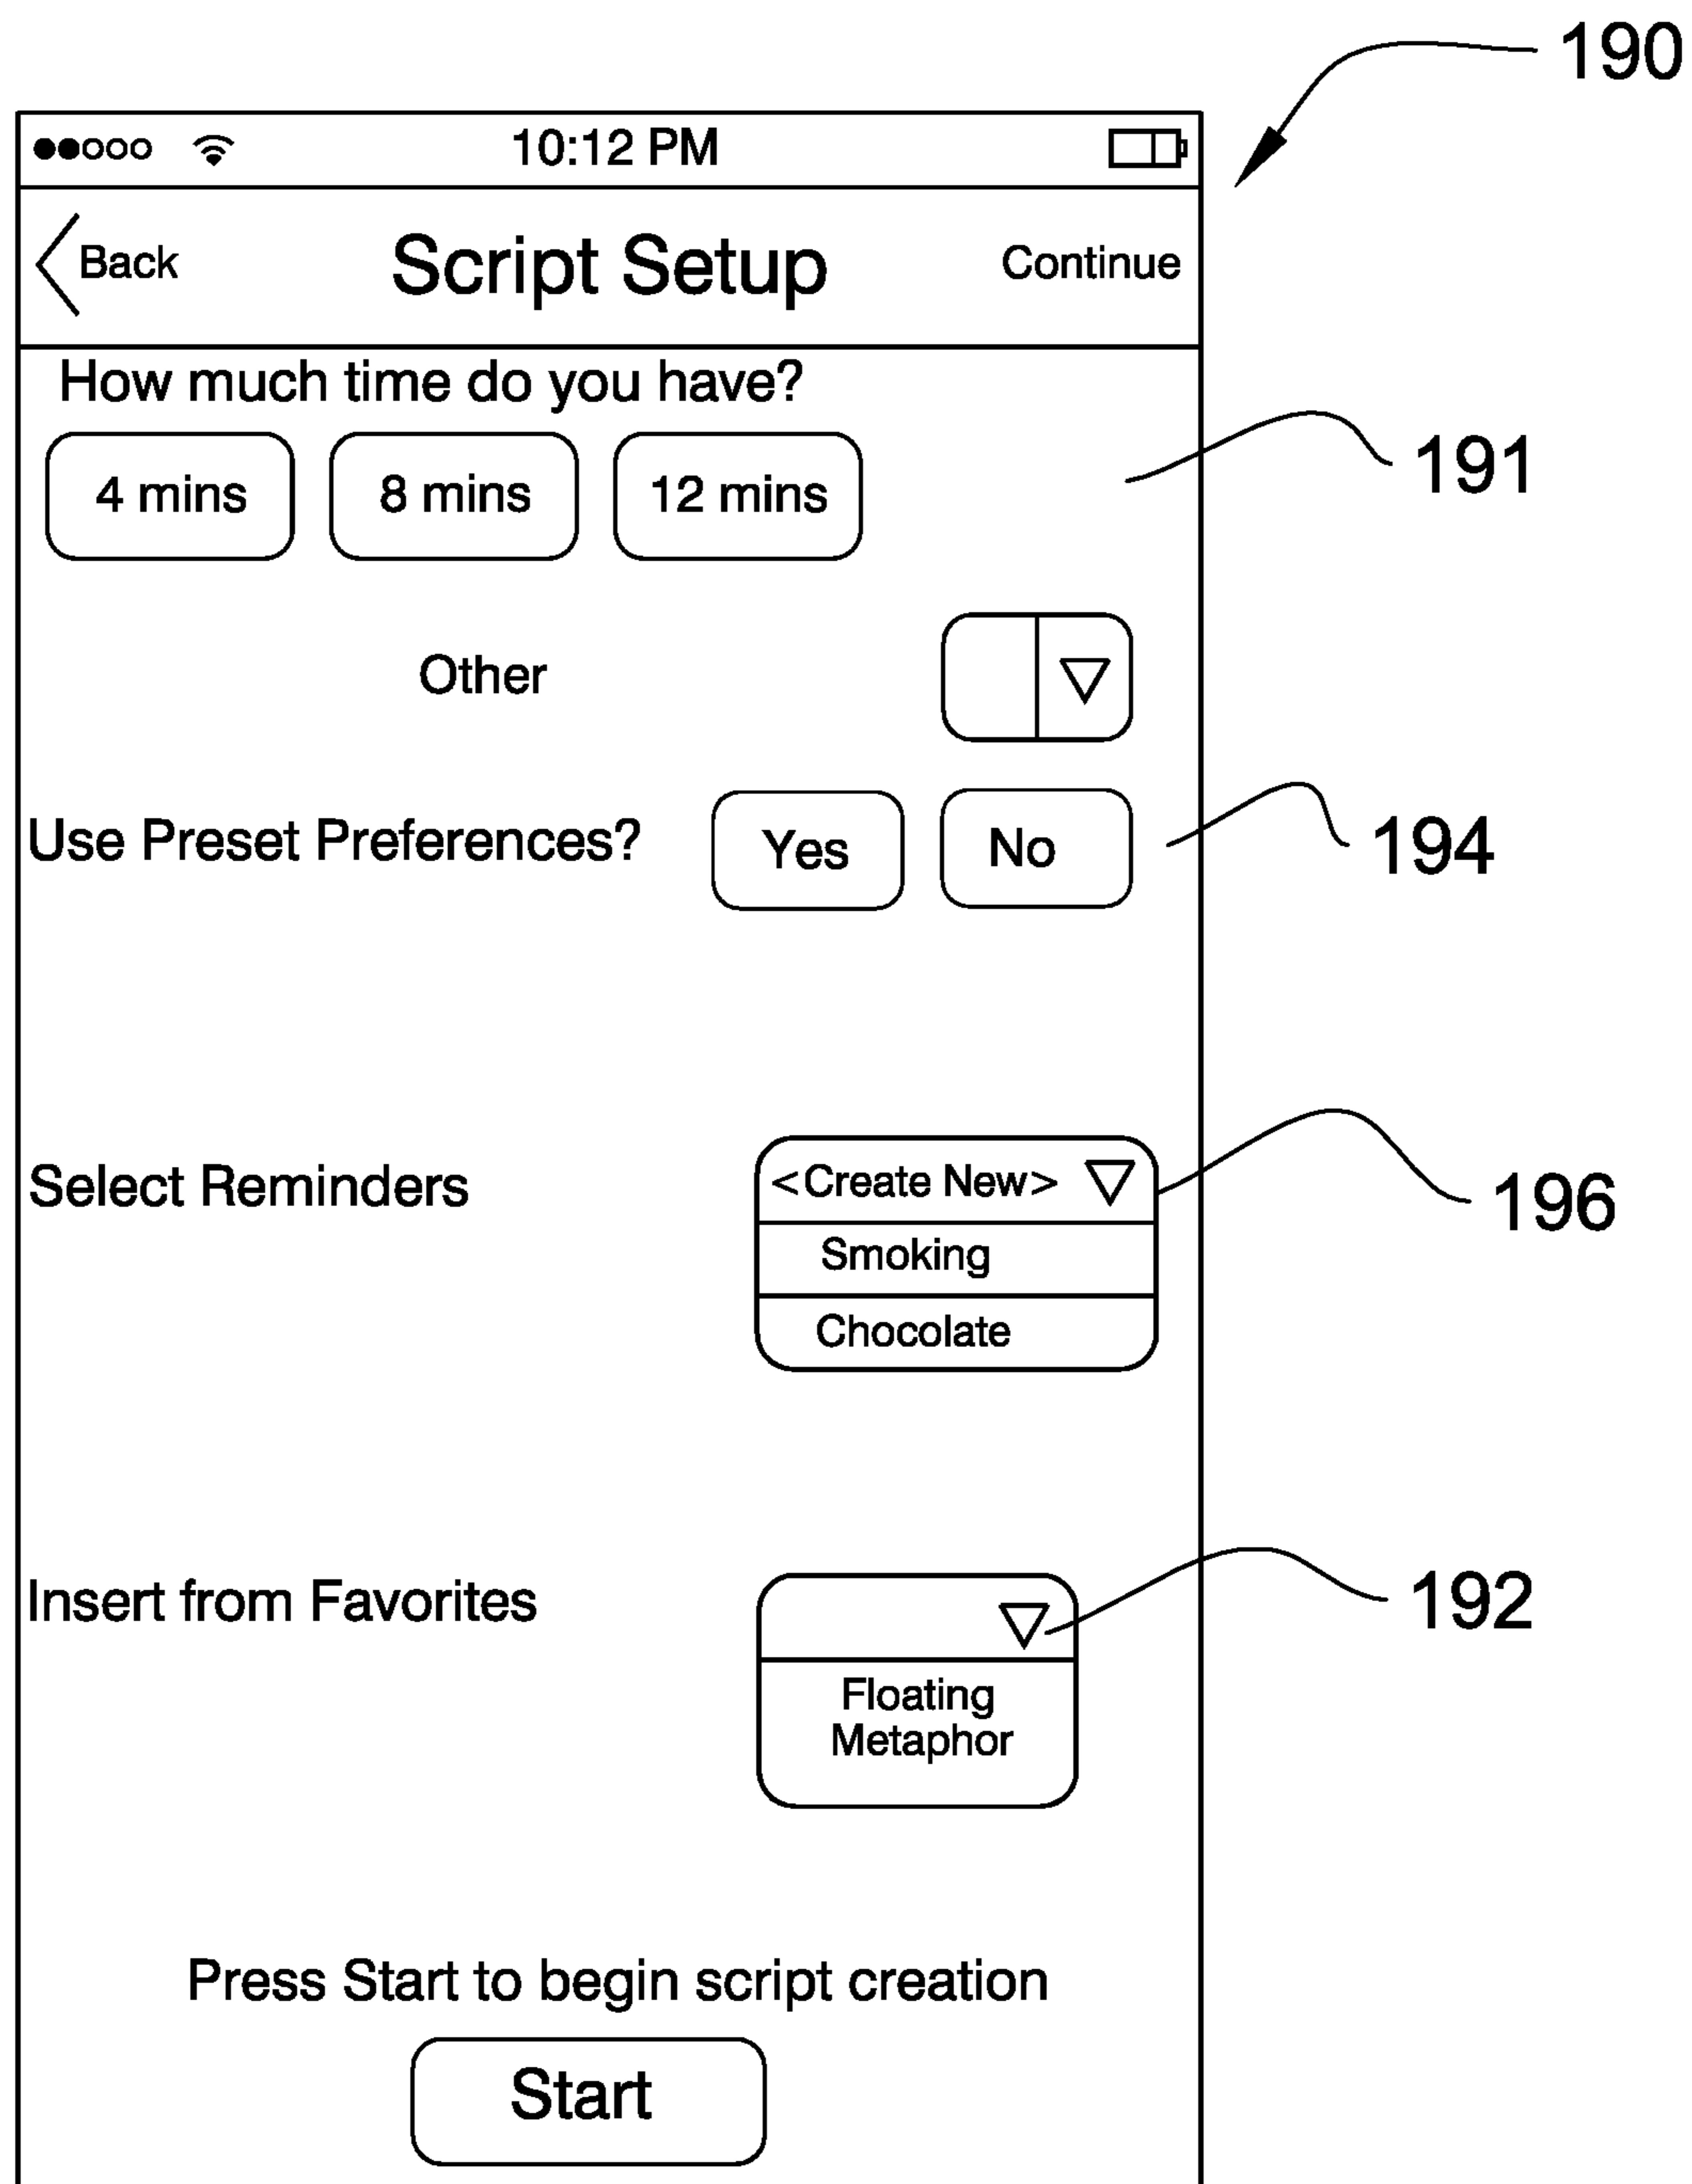 190
10:12 PM
Back Script Setup Continue
How much time do you have?
4 mins 8 mins 12 mins 191
Other
Use Preset Preferences? Yes No 194
Select Reminders <Create New> 196
Smoking
Chocolate
Insert from Favorites 192
Floating
Metaphor
Press Start to begin script creation
Start